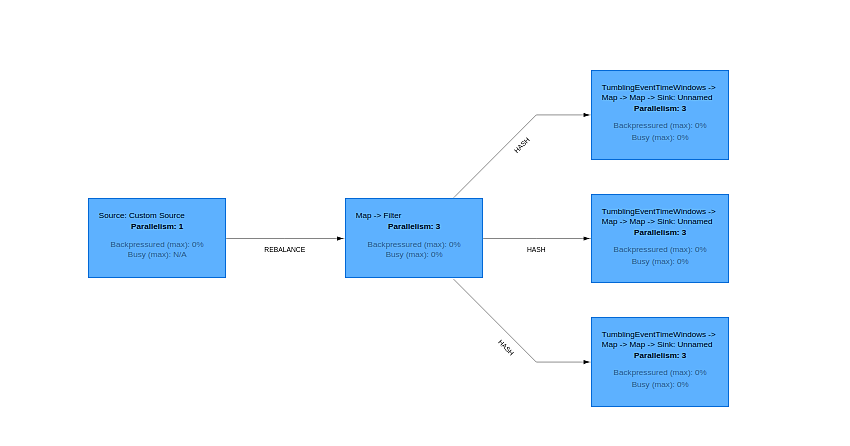 Source: Custom Source
Parallelism: 1
Backpressured (max): 0%
Busy (max): N/A
REBALANCE
Map -> Filter
Parallelism: 3
Backpressured (max): 0%
Busy (max): 0%
HASH
TumblingEventTimeWindows ->
Map -> Map -> Sink: Unnamed
Parallelism: 3
Backpressured (max): 0%
Busy (max): 0%
HASH
TumblingEventTimeWindows ->
Map -> Map -> Sink: Unnamed
Parallelism: 3
Backpressured (max): 0%
Busy (max): 0%
HASH
TumblingEventTimeWindows ->
Map -> Map -> Sink: Unnamed
Parallelism: 3
Backpressured (max): 0%
Busy (max): 0%